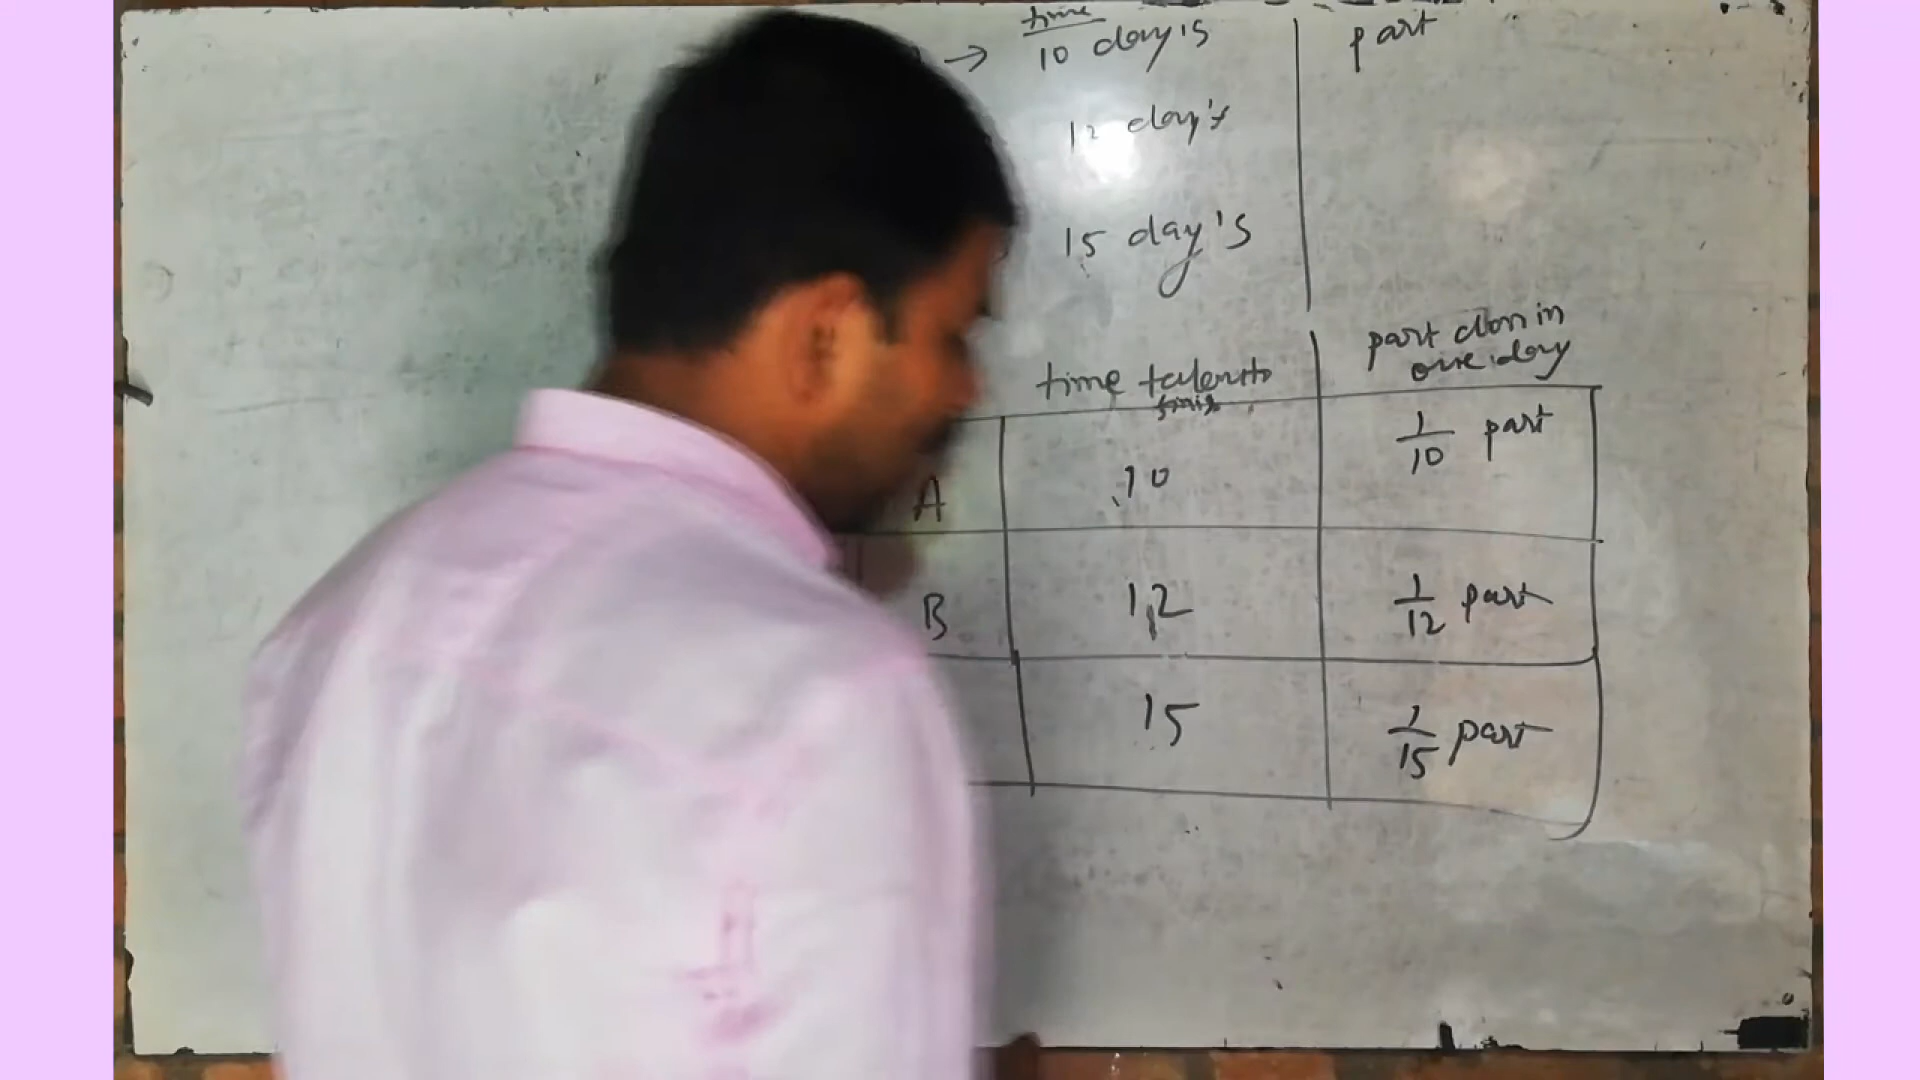 time
→ 10 day's part
12 day's
15 day's
part don in
one day
time taken to
finis
A 10 1/10 part
B 12 1/12 part
15 1/15 part